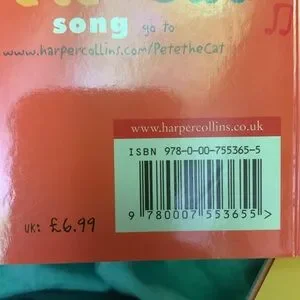 song go to
www.harpercollins.com/PetetheCat
www.harpercollins.co.uk
ISBN 978-0-00-755365-5
UK: £6.99
9 780007 553655 >